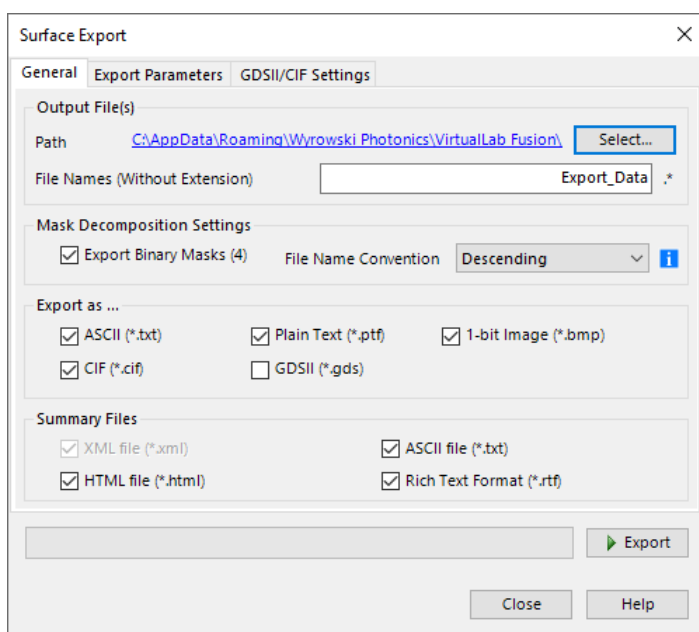 Surface Export
General Export Parameters GDSII/CIF Settings
Output File(s)
Path C:\AppData\Roaming\Wyrowski Photonics\VirtualLab Fusion\ Select...
File Names (Without Extension) Export_Data .*
Mask Decomposition Settings
Export Binary Masks (4) File Name Convention Descending i
Export as ...
ASCII (*.txt) Plain Text (*.ptf) 1-bit Image (*.bmp)
CIF (*.cif) GDSII (*.gds)
Summary Files
XML file (*.xml) ASCII file (*.txt)
HTML file (*.html) Rich Text Format (*.rtf)
Export
Close Help